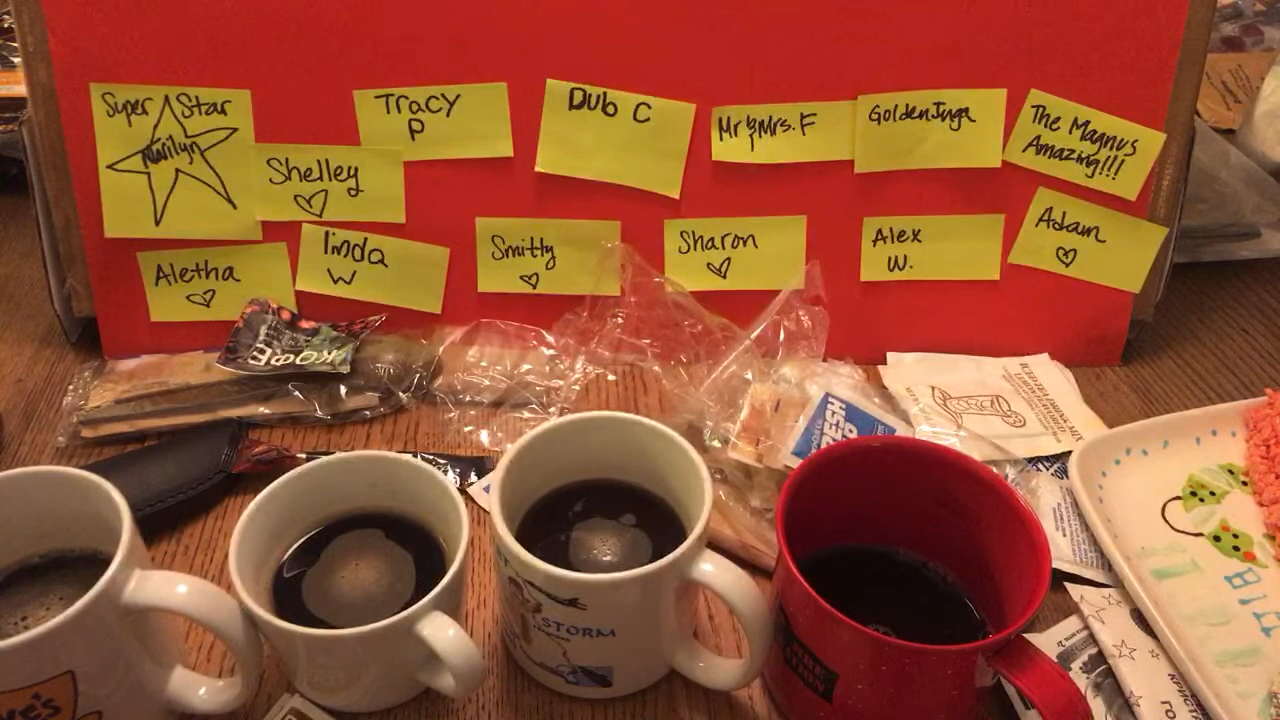 Super Star
Marilyn
Tracy
P
Dub C
Mr & Mrs. F
GoldenJnga
The Magnus
Amazing!!!
Shelley
Aletha
linda
W
Smitty
Sharon
Alex
W.
Adam
КОФЕ
STORM